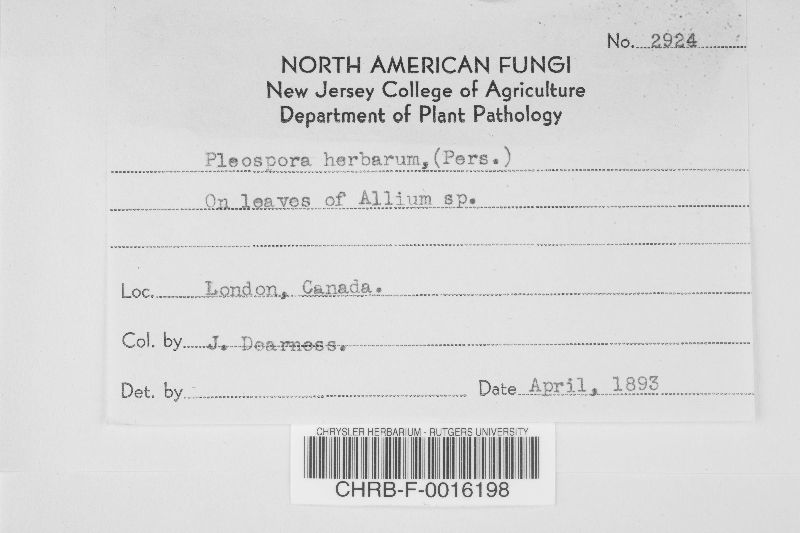 No. 2924
NORTH AMERICAN FUNGI
New Jersey College of Agriculture
Department of Plant Pathology
Pleospora herbarum,(Pers.)
On leaves of Allium sp.
Loc. London, Canada.
Col. by J. Dearness.
Det. by
Date April, 1893
CHRYSLER HERBARIUM - RUTGERS UNIVERSITY
CHRB-F-0016198